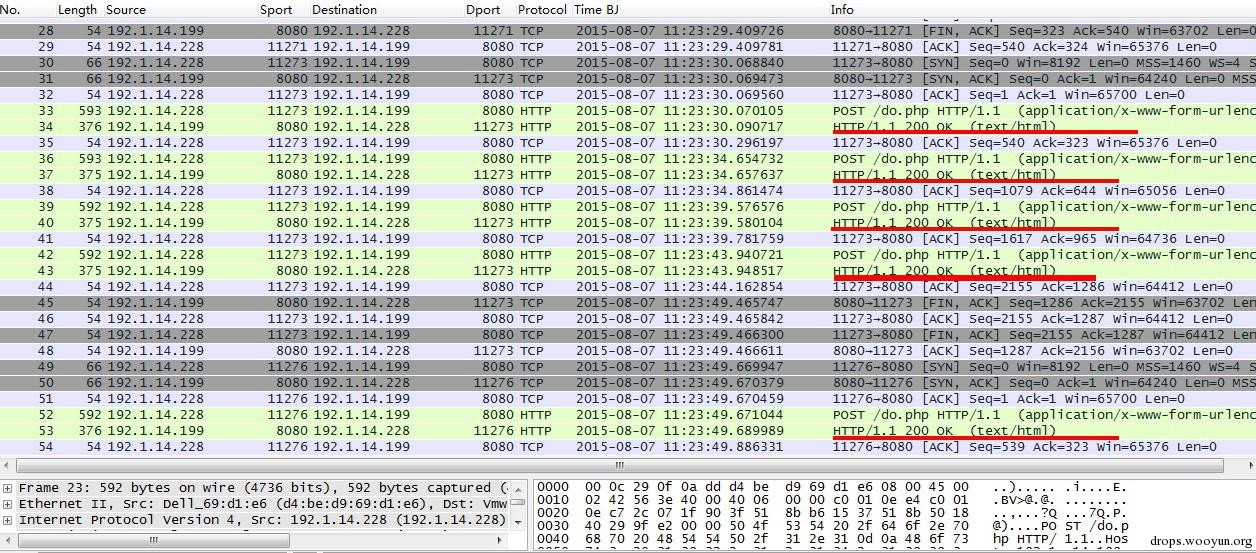 No. Length Source Sport Destination Dport Protocol Time BJ Info
28 54 192.1.14.199 8080 192.1.14.228 11271 TCP 2015-08-07 11:23:29.409726 8080→11271 [FIN, ACK] Seq=323 Ack=540 Win=63702 Len=0
29 54 192.1.14.228 11271 192.1.14.199 8080 TCP 2015-08-07 11:23:29.409781 11271→8080 [ACK] Seq=540 Ack=324 Win=65376 Len=0
30 66 192.1.14.228 11273 192.1.14.199 8080 TCP 2015-08-07 11:23:30.068840 11273→8080 [SYN] Seq=0 Win=8192 Len=0 MSS=1460 WS=4 S
31 66 192.1.14.199 8080 192.1.14.228 11273 TCP 2015-08-07 11:23:30.069473 8080→11273 [SYN, ACK] Seq=0 Ack=1 Win=64240 Len=0 MSS
32 54 192.1.14.228 11273 192.1.14.199 8080 TCP 2015-08-07 11:23:30.069560 11273→8080 [ACK] Seq=1 Ack=1 Win=65700 Len=0
33 593 192.1.14.228 11273 192.1.14.199 8080 HTTP 2015-08-07 11:23:30.070105 POST /do.php HTTP/1.1 (application/x-www-form-urlenc
34 376 192.1.14.199 8080 192.1.14.228 11273 HTTP 2015-08-07 11:23:30.090717 HTTP/1.1 200 OK (text/html)
35 54 192.1.14.228 11273 192.1.14.199 8080 TCP 2015-08-07 11:23:30.296197 11273→8080 [ACK] Seq=540 Ack=323 Win=65376 Len=0
36 593 192.1.14.228 11273 192.1.14.199 8080 HTTP 2015-08-07 11:23:34.654732 POST /do.php HTTP/1.1 (application/x-www-form-urlenc
37 375 192.1.14.199 8080 192.1.14.228 11273 HTTP 2015-08-07 11:23:34.657637 HTTP/1.1 200 OK (text/html)
38 54 192.1.14.228 11273 192.1.14.199 8080 TCP 2015-08-07 11:23:34.861474 11273→8080 [ACK] Seq=1079 Ack=644 Win=65056 Len=0
39 592 192.1.14.228 11273 192.1.14.199 8080 HTTP 2015-08-07 11:23:39.576576 POST /do.php HTTP/1.1 (application/x-www-form-urlenc
40 375 192.1.14.199 8080 192.1.14.228 11273 HTTP 2015-08-07 11:23:39.580104 HTTP/1.1 200 OK (text/html)
41 54 192.1.14.228 11273 192.1.14.199 8080 TCP 2015-08-07 11:23:39.781759 11273→8080 [ACK] Seq=1617 Ack=965 Win=64736 Len=0
42 592 192.1.14.228 11273 192.1.14.199 8080 HTTP 2015-08-07 11:23:43.940721 POST /do.php HTTP/1.1 (application/x-www-form-urlenc
43 375 192.1.14.199 8080 192.1.14.228 11273 HTTP 2015-08-07 11:23:43.948517 HTTP/1.1 200 OK (text/html)
44 54 192.1.14.228 11273 192.1.14.199 8080 TCP 2015-08-07 11:23:44.162854 11273→8080 [ACK] Seq=2155 Ack=1286 Win=64412 Len=0
45 54 192.1.14.199 8080 192.1.14.228 11273 TCP 2015-08-07 11:23:49.465747 8080→11273 [FIN, ACK] Seq=1286 Ack=2155 Win=63702 Len
46 54 192.1.14.228 11273 192.1.14.199 8080 TCP 2015-08-07 11:23:49.465842 11273→8080 [ACK] Seq=2155 Ack=1287 Win=64412 Len=0
47 54 192.1.14.228 11273 192.1.14.199 8080 TCP 2015-08-07 11:23:49.466300 11273→8080 [FIN, ACK] Seq=2155 Ack=1287 Win=64412 Len
48 54 192.1.14.199 8080 192.1.14.228 11273 TCP 2015-08-07 11:23:49.466611 8080→11273 [ACK] Seq=1287 Ack=2156 Win=63702 Len=0
49 66 192.1.14.228 11276 192.1.14.199 8080 TCP 2015-08-07 11:23:49.669947 11276→8080 [SYN] Seq=0 Win=8192 Len=0 MSS=1460 WS=4 S
50 66 192.1.14.199 8080 192.1.14.228 11276 TCP 2015-08-07 11:23:49.670379 8080→11276 [SYN, ACK] Seq=0 Ack=1 Win=64240 Len=0 MSS
51 54 192.1.14.228 11276 192.1.14.199 8080 TCP 2015-08-07 11:23:49.670459 11276→8080 [ACK] Seq=1 Ack=1 Win=65700 Len=0
52 592 192.1.14.228 11276 192.1.14.199 8080 HTTP 2015-08-07 11:23:49.671044 POST /do.php HTTP/1.1 (application/x-www-form-urlenc
53 376 192.1.14.199 8080 192.1.14.228 11276 HTTP 2015-08-07 11:23:49.689989 HTTP/1.1 200 OK (text/html)
54 54 192.1.14.228 11276 192.1.14.199 8080 TCP 2015-08-07 11:23:49.886331 11276→8080 [ACK] Seq=539 Ack=323 Win=65376 Len=0
Frame 23: 592 bytes on wire (4736 bits), 592 bytes captured (
Ethernet II, Src: Dell_69:d1:e6 (d4:be:d9:69:d1:e6), Dst: Vmw
Internet Protocol Version 4, Src: 192.1.14.228 (192.1.14.228)
0000 00 0c 29 0f 0a dd d4 be d9 69 d1 e6 08 00 45 00 ..)..... .i....E.
0010 02 42 56 3e 40 00 40 06 00 00 c0 01 0e e4 c0 01 .BV>@.@. ........
0020 0e c7 2c 07 1f 90 3f 51 8b b6 15 37 51 8b 50 18 ..,...?Q ...7Q.P.
0030 40 29 9f e2 00 00 50 4f 53 54 20 2f 64 6f 2e 70 @)....PO ST /do.p
0040 68 70 20 48 54 54 50 2f 31 2e 31 0d 0a 48 6f 73 hp HTTP/ 1.1..Hos
drops.wooyun.org